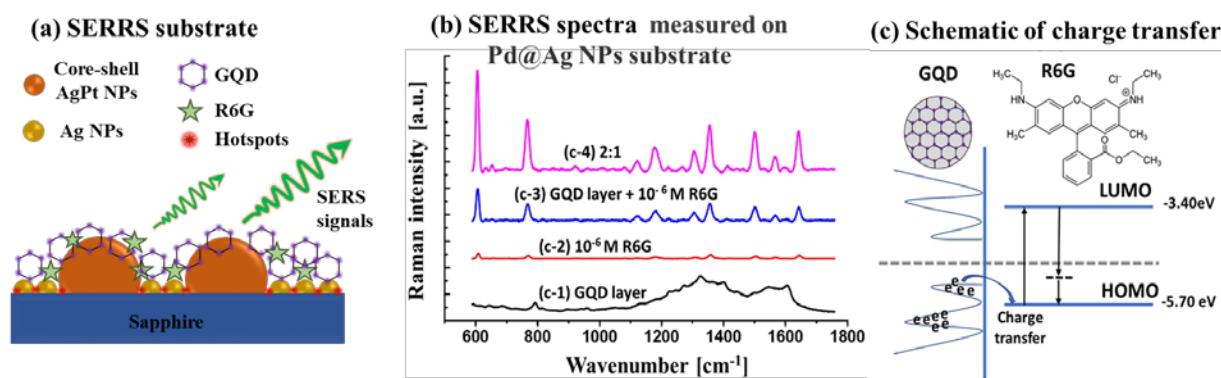 (a) SERRS substrate
Core-shell
AgPt NPs
Ag NPs
GQD
R6G
Hotspots
SERS
signals
Sapphire
(b) SERRS spectra measured on
Pd@Ag NPs substrate
Raman intensity [a.u.]
(c-4) 2:1
(c-3) GQD layer + 10⁻⁶ M R6G
(c-2) 10⁻⁶ M R6G
(c-1) GQD layer
600 800 1000 1200 1400 1600 1800
Wavenumber [cm⁻¹]
(c) Schematic of charge transfer
GQD
R6G
Cl⁻
H₃C
CH₃
HN
O
NH
⊕
H₃C
CH₃
O
O
CH₃
LUMO
-3.40eV
e e e e e
e e e e e e
HOMO
-5.70 eV
Charge
transfer